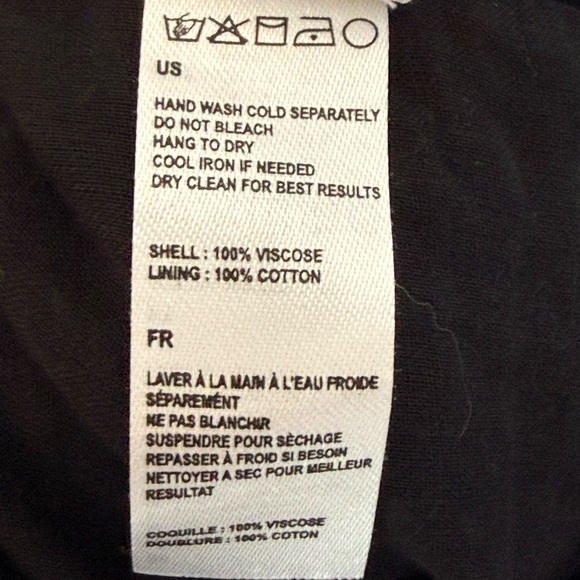 US
HAND WASH COLD SEPARATELY
DO NOT BLEACH
HANG TO DRY
COOL IRON IF NEEDED
DRY CLEAN FOR BEST RESULTS
SHELL : 100% VISCOSE
LINING : 100% COTTON
FR
LAVER À LA MAIN À L'EAU FROIDE
SÉPAREMÉNT
NE PAS BLANCHIR
SUSPENDRE POUR SÈCHAGE
REPASSER À FROID SI BESOIN
NETTOYER A SEC POUR MEILLEUR
RESULTAT
COQUILLE : 100% VISCOSE
DOUBLURE : 100% COTON